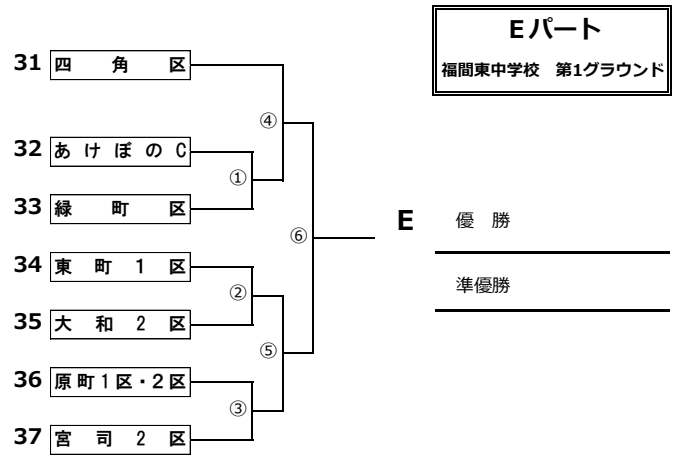 Eパート
福間東中学校 第1グラウンド
31 四角区
④
32 あけぼのC
①
33 緑町区
⑥
E 優勝
34 東町1区
②
準優勝
35 大和2区
⑤
36 原町1区・2区
③
37 宮司2区